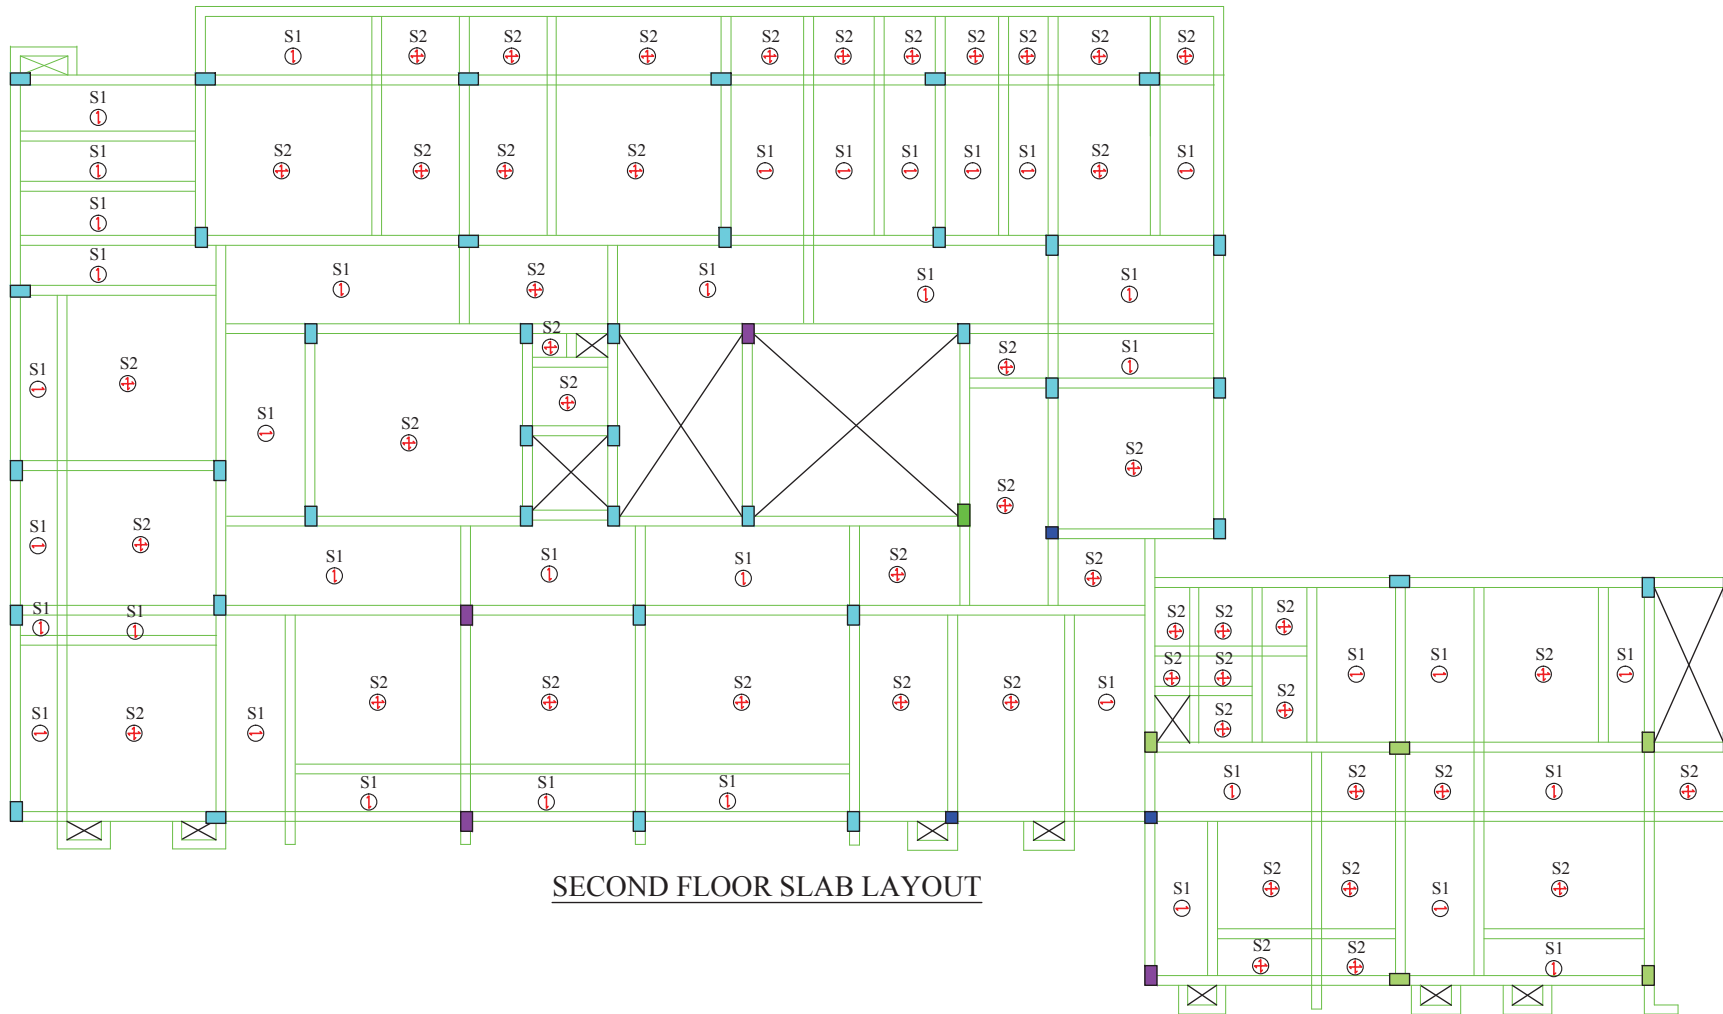 S1 S2 S2 S2 S2 S2 S2 S2 S2 S2 S2
S1
S1 S2 S2 S2 S2 S1 S1 S1 S1 S1 S2 S1
S1
S1 S1 S2 S1 S1 S1
S2 S2 S1
S1 S2 S2
S1 S2 S2
S2
S1 S2 S1 S1 S1 S2 S2
S1 S1 S2 S2 S2
S2 S2 S1 S1 S2 S1
S2 S2 S2 S2 S2 S1 S2 S2
S1 S2 S1
S1 S1 S1 S1 S2 S2 S1 S2
S2 S2 S2
S1 S1
SECOND FLOOR SLAB LAYOUT
S2 S2 S1